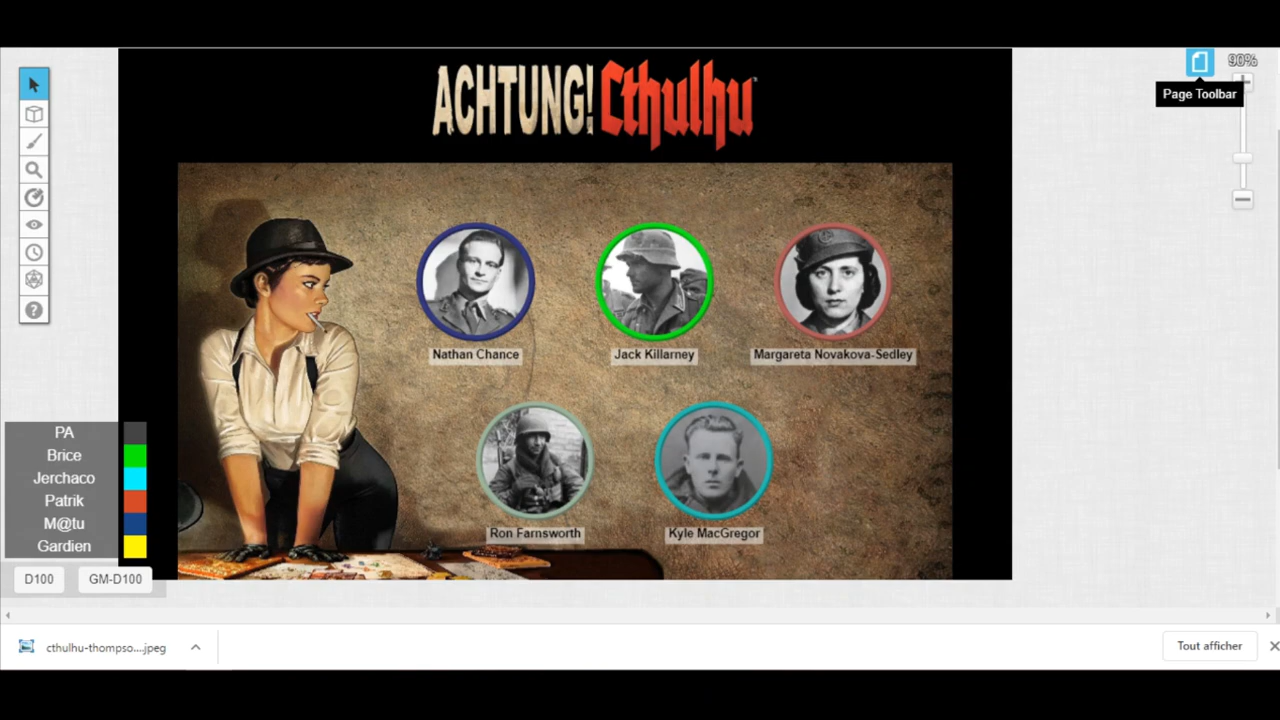 ACHTUNG! Cthulhu
90%
Page Toolbar
Nathan Chance
Jack Killarney
Margareta Novakova-Sedley
Ron Farnsworth
Kyle MacGregor
PA
Brice
Jerchaco
Patrik
M@tu
Gardien
D100
GM-D100
cthulhu-thompso....jpeg
Tout afficher